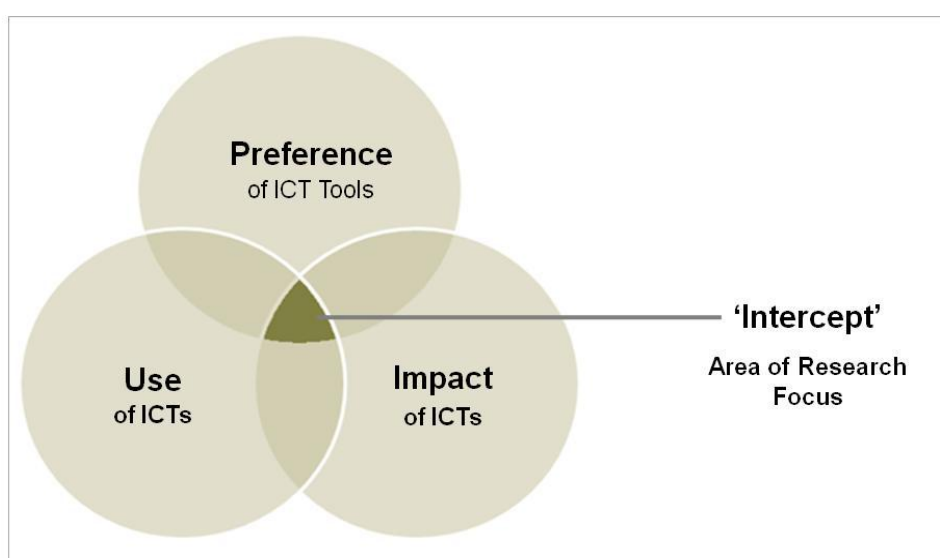 Preference
of ICT Tools
Use
of ICTs
Impact
of ICTs
‘Intercept’
Area of Research
Focus